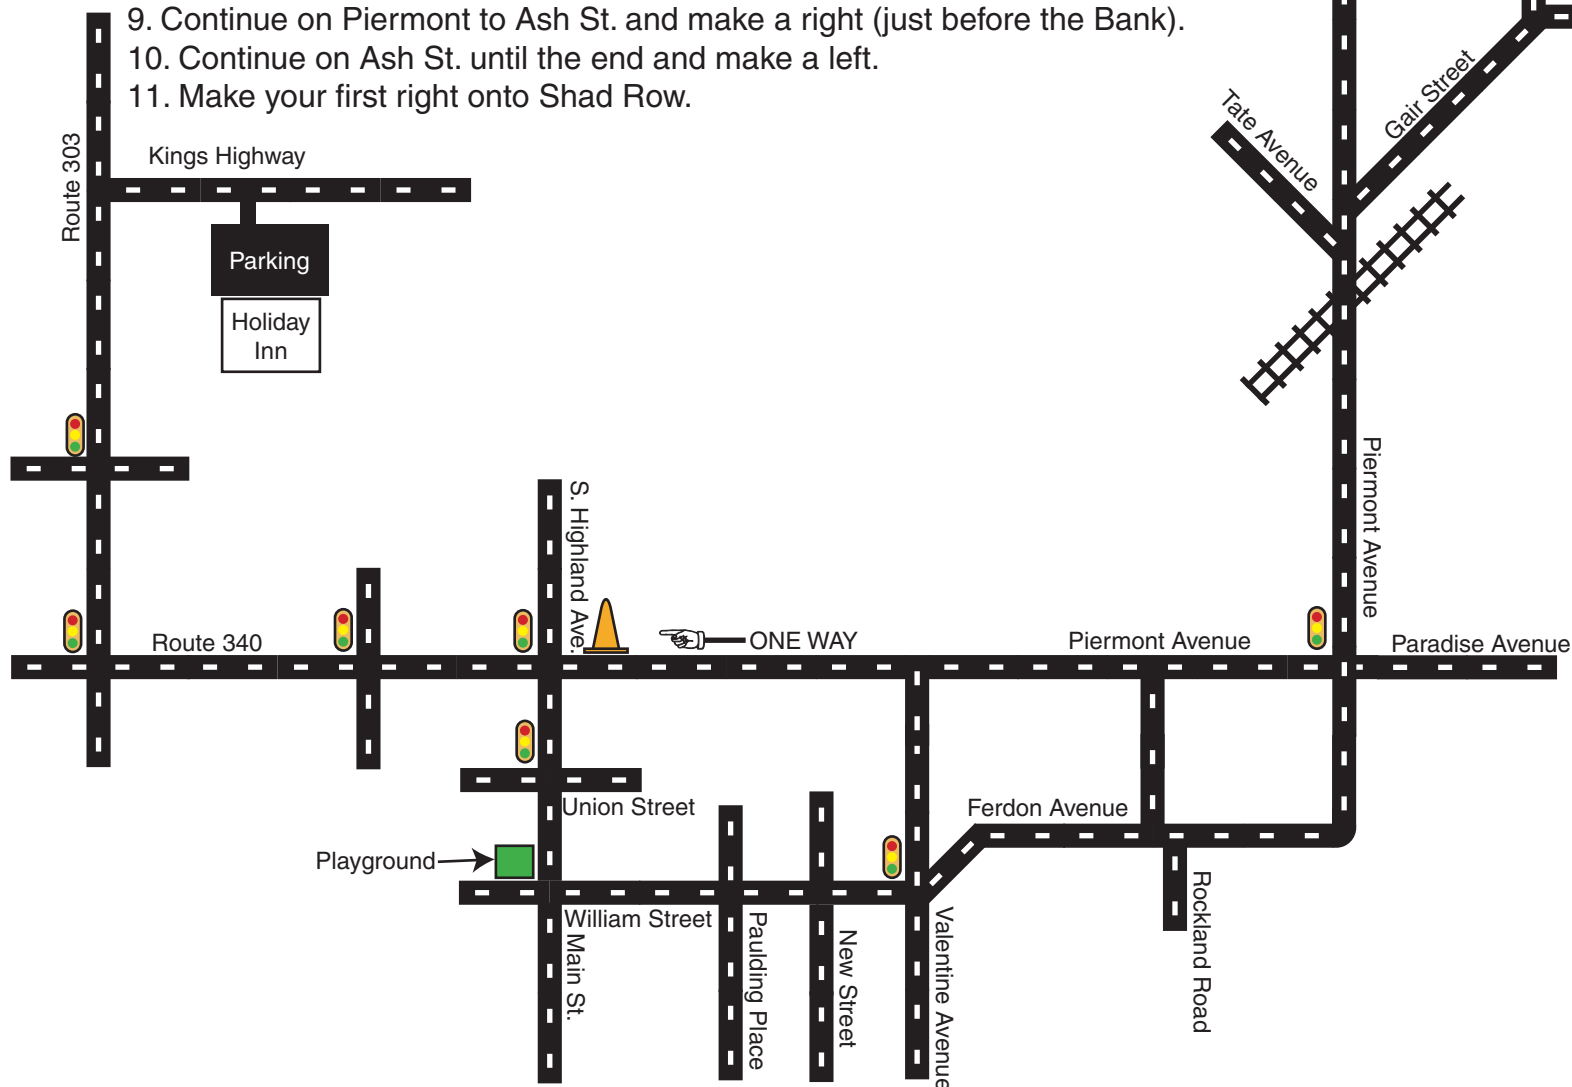 9. Continue on Piermont to Ash St. and make a right (just before the Bank).
10. Continue on Ash St. until the end and make a left.
11. Make your first right onto Shad Row.
Gair Street
Tate Avenue
Route 303
Kings Highway
Parking
Holiday
Inn
Piermont Avenue
S. Highland Ave.
Route 340
ONE WAY
Piermont Avenue
Paradise Avenue
Union Street
Ferdon Avenue
Playground
William Street
Main St.
Paulding Place
New Street
Valentine Avenue
Rockland Road